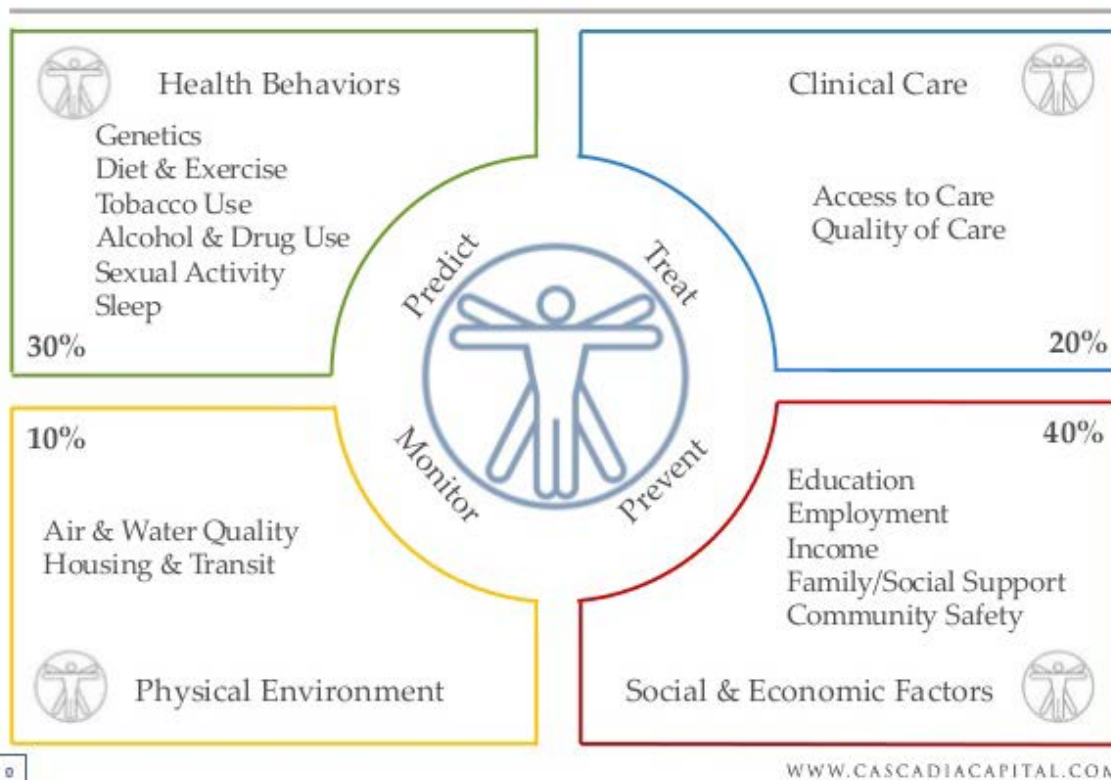 Health Behaviors
Genetics
Diet & Exercise
Tobacco Use
Alcohol & Drug Use
Sexual Activity
Sleep
30%
Clinical Care
Access to Care
Quality of Care
20%
Predict
Treat
Monitor
Prevent
10%
Air & Water Quality
Housing & Transit
Physical Environment
40%
Education
Employment
Income
Family/Social Support
Community Safety
Social & Economic Factors
WWW.CASCADIACAPITAL.COM